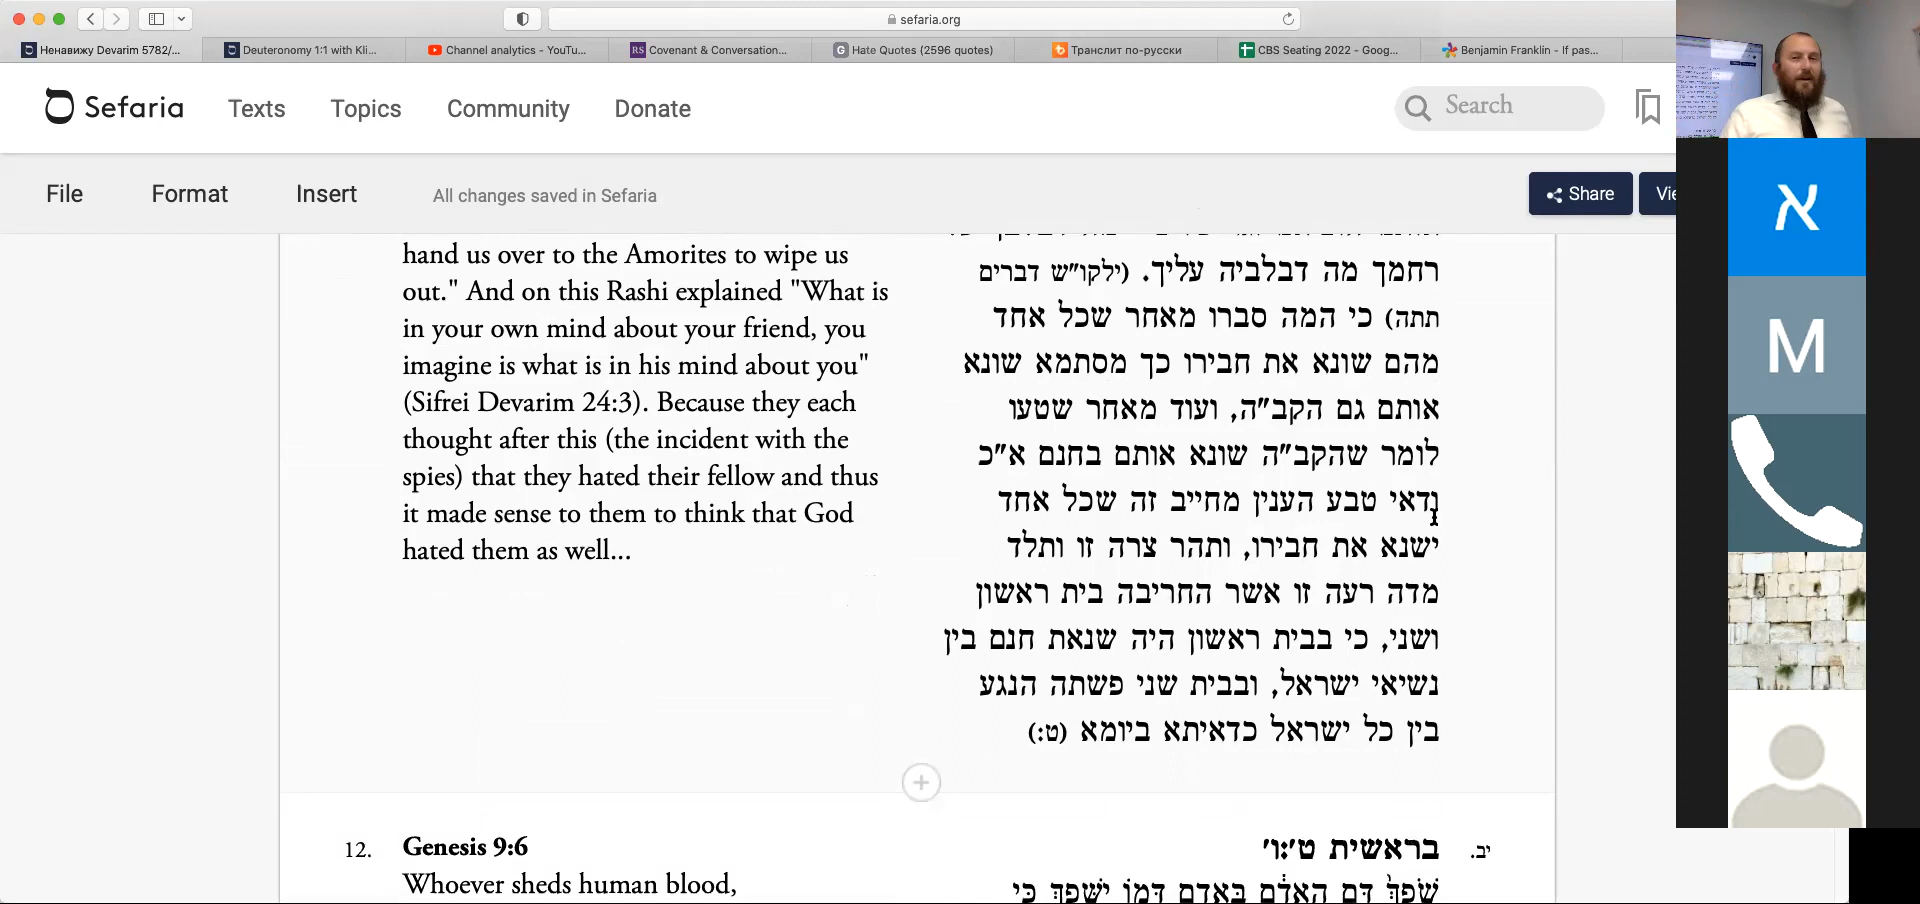 sefaria.org
Ненавижу Devarim 5782/...
Deuteronomy 1:1 with Kli...
Channel analytics - YouTu...
RS Covenant & Conversation...
G Hate Quotes (2596 quotes)
Транслит по-русски
CBS Seating 2022 - Goog...
Benjamin Franklin - If pas...
Sefaria
Texts
Topics
Community
Donate
Search
File
Format
Insert
All changes saved in Sefaria
Share
Vie
hand us over to the Amorites to wipe us
out." And on this Rashi explained "What is
in your own mind about your friend, you
imagine is what is in his mind about you"
(Sifrei Devarim 24:3). Because they each
thought after this (the incident with the
spies) that they hated their fellow and thus
it made sense to them to think that God
hated them as well...
רחמך מה דבלביה עליך. (ילקו"ש דברים
תתה) כי המה סברו מאחר שכל אחד
מהם שונא את חבירו כך מסתמא שונא
אותם גם הקב"ה, ועוד מאחר שטעו
לומר שהקב"ה שונא אותם בחנם א"כ
ודאי טבע הענין מחייב זה שכל אחד
ישנא את חבירו, ותהר צרה זו ותלד
מדה רעה זו אשר החריבה בית ראשון
ושני, כי בבית ראשון היה שנאת חנם בין
נשיאי ישראל, ובבית שני פשתה הנגע
בין כל ישראל כדאיתא ביומא (ט:)
12.
Genesis 9:6
Whoever sheds human blood,
יב.
בראשית ט׳:ו׳
שֹׁפֵךְ֙ דַּ֣ם הָֽאָדָ֔ם בָּֽאָדָ֖ם דָּמ֣וֹ יִשָּׁפֵ֑ךְ כִּ֚י
א
M